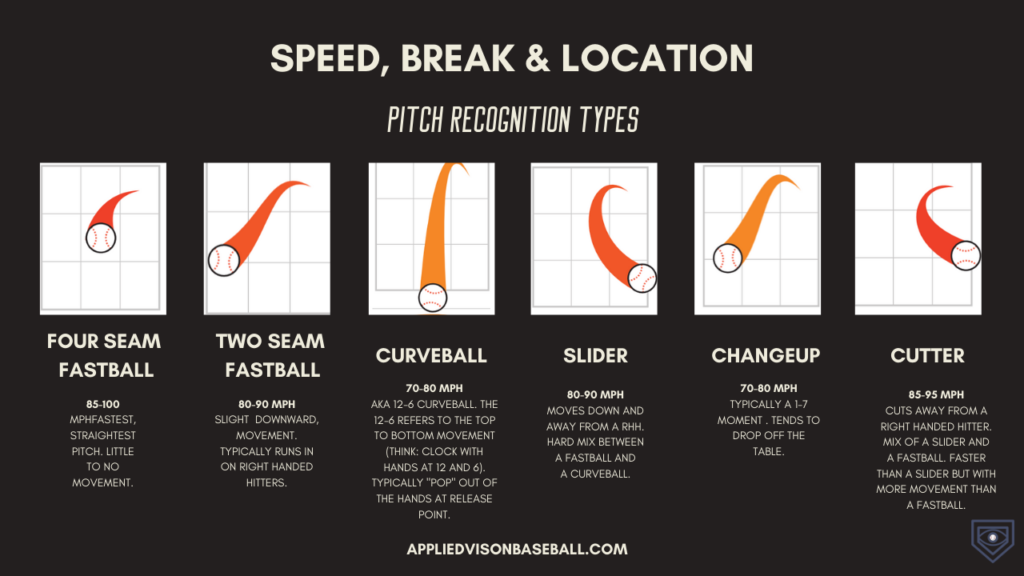 SPEED, BREAK & LOCATION
PITCH RECOGNITION TYPES
FOUR SEAM
FASTBALL
85-100
MPHFASTEST,
STRAIGHTEST
PITCH. LITTLE
TO NO
MOVEMENT.
TWO SEAM
FASTBALL
80-90 MPH
SLIGHT DOWNWARD,
MOVEMENT.
TYPICALLY RUNS IN
ON RIGHT HANDED
HITTERS.
CURVEBALL
70-80 MPH
AKA 12-6 CURVEBALL. THE
12-6 REFERS TO THE TOP
TO BOTTOM MOVEMENT
(THINK: CLOCK WITH
HANDS AT 12 AND 6).
TYPICALLY "POP" OUT OF
THE HANDS AT RELEASE
POINT.
SLIDER
80-90 MPH
MOVES DOWN AND
AWAY FROM A RHH.
HARD MIX BETWEEN
A FASTBALL AND
A CURVEBALL.
CHANGEUP
70-80 MPH
TYPICALLY A 1-7
MOMENT . TENDS TO
DROP OFF THE
TABLE.
CUTTER
85-95 MPH
CUTS AWAY FROM A
RIGHT HANDED HITTER.
MIX OF A SLIDER AND
A FASTBALL. FASTER
THAN A SLIDER BUT WITH
MORE MOVEMENT THAN
A FASTBALL.
APPLIEDVISONBASEBALL.COM